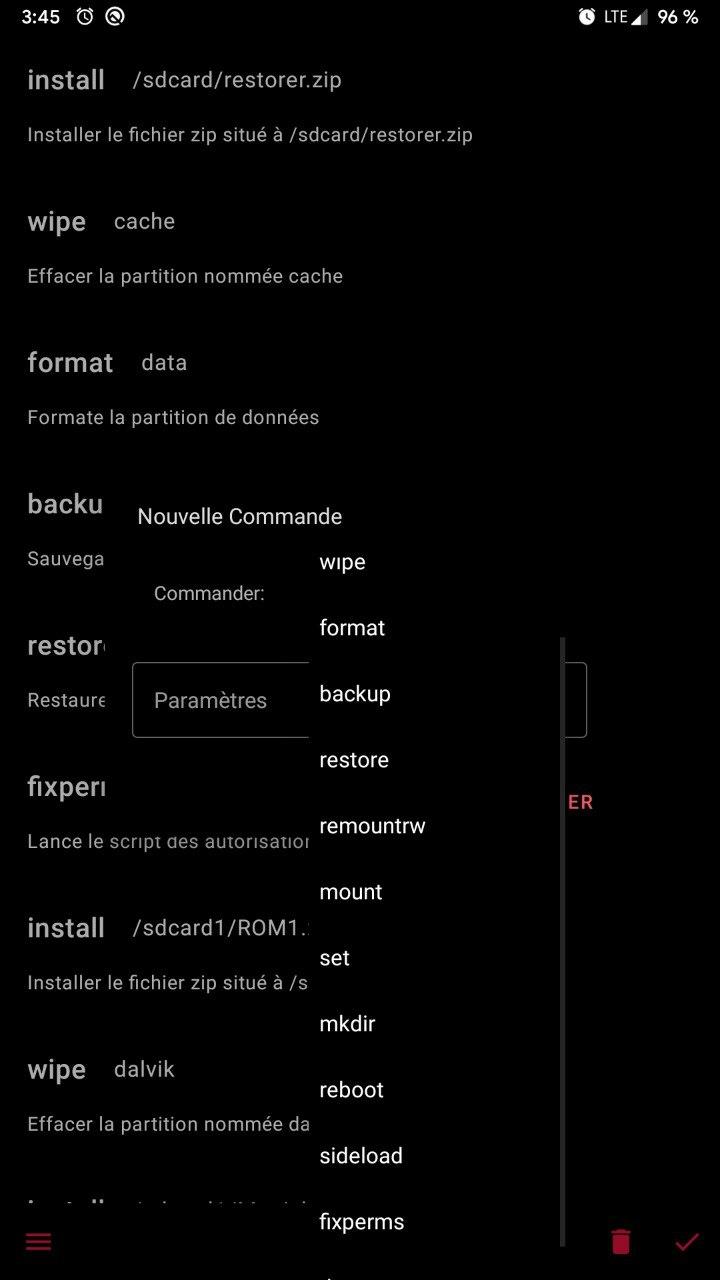 3:45
LTE 96 %
install /sdcard/restorer.zip
Installer le fichier zip situé à /sdcard/restorer.zip
wipe cache
Effacer la partition nommée cache
format data
Formate la partition de données
backu
Sauvega
restor
Restaure
fixper
Lance le script des autorisatio
install /sdcard1/ROM1.
Installer le fichier zip situé à /s
wipe dalvik
Effacer la partition nommée da
Nouvelle Commande
Commander:
Paramètres
ER
wipe
format
backup
restore
remountrw
mount
set
mkdir
reboot
sideload
fixperms